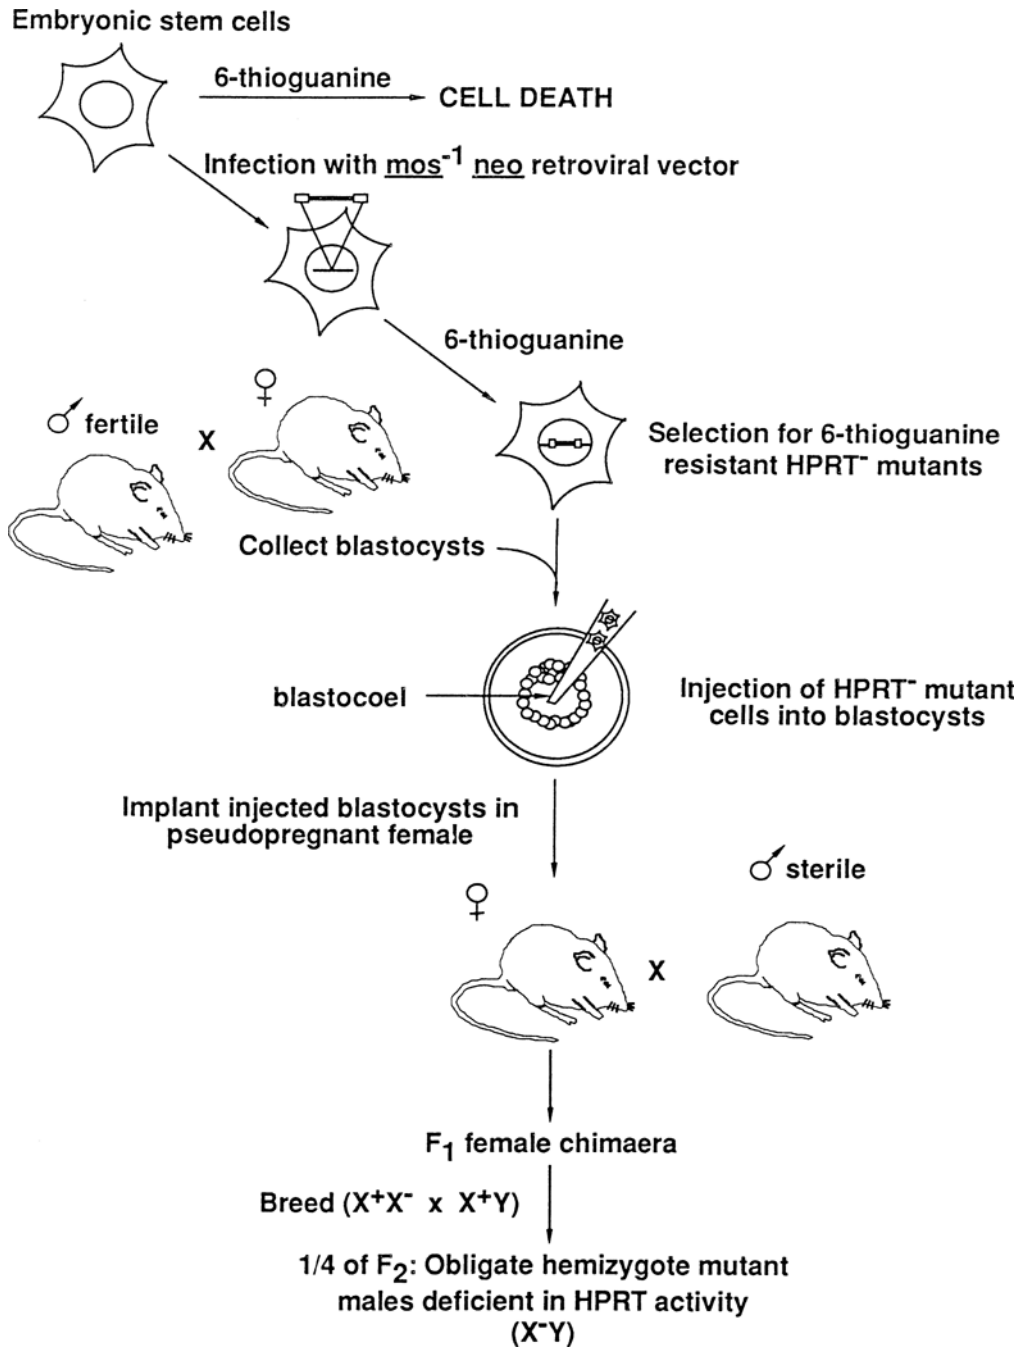 Embryonic stem cells
6-thioguanine
CELL DEATH
Infection with mos⁻¹ neo retroviral vector
6-thioguanine
♂ fertile
X
♀
Selection for 6-thioguanine
resistant HPRT⁻ mutants
Collect blastocysts
blastocoel
Injection of HPRT⁻ mutant
cells into blastocysts
Implant injected blastocysts in
pseudopregnant female
♀
X
♂ sterile
F₁ female chimaera
Breed (X⁺X⁻ x X⁺Y)
1/4 of F₂: Obligate hemizygote mutant
males deficient in HPRT activity
(X⁻Y)